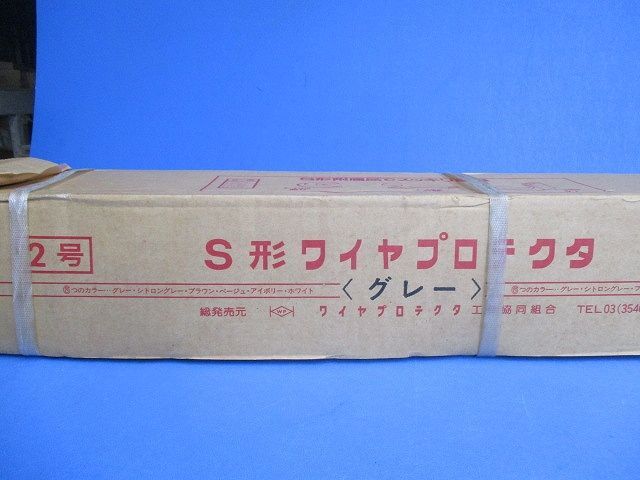 2号 S形ワイヤプロテクタ
つのカラー…グレー・シトロングレー・ブラウン・ベージュ・アイボリー・ホワイト 〈グレー〉 つのカラー…グレー・シトロングレー・
総発売元 WP ワイヤプロテクタ工 協同組合 TEL03(354